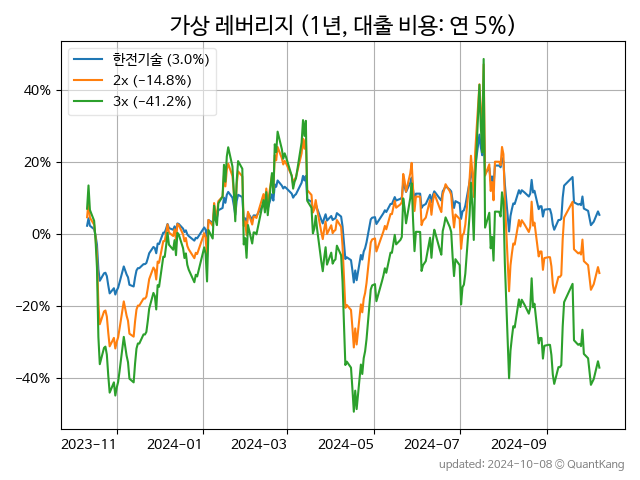 가상 레버리지 (1년, 대출 비용: 연 5%)
한전기술 (3.0%)
2x (−14.8%)
3x (−41.2%)
40%
20%
0%
−20%
−40%
2023-11
2024-01
2024-03
2024-05
2024-07
2024-09
updated: 2024-10-08 © QuantKang